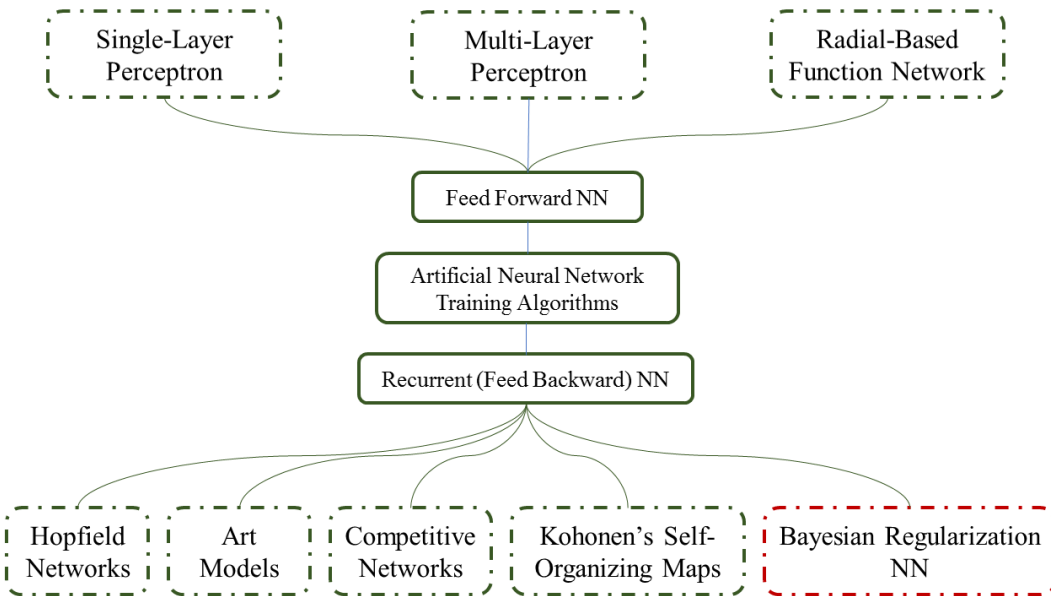 Single-Layer
Perceptron
Multi-Layer
Perceptron
Radial-Based
Function Network
Feed Forward NN
Artificial Neural Network
Training Algorithms
Recurrent (Feed Backward) NN
Hopfield
Networks
Art
Models
Competitive
Networks
Kohonen’s Self-
Organizing Maps
Bayesian Regularization
NN